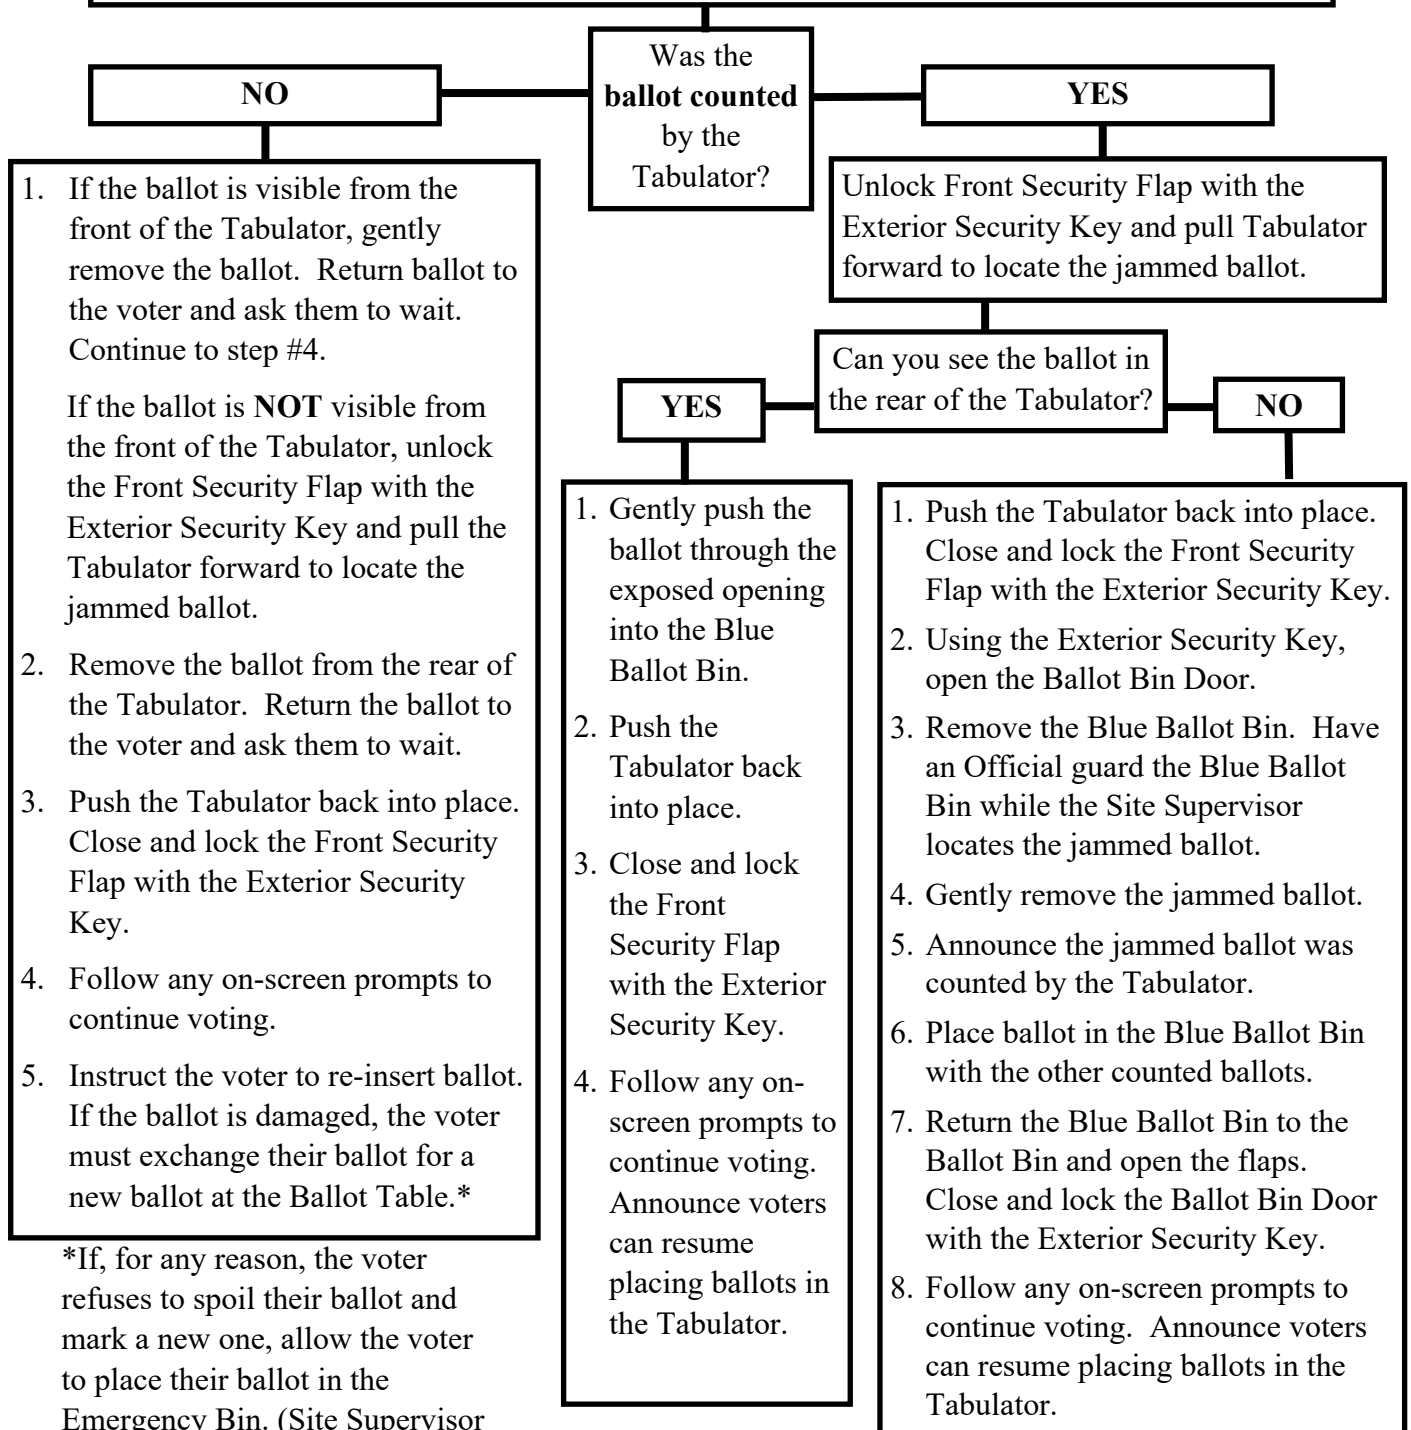 Was the
ballot counted
by the
Tabulator?
NO
1. If the ballot is visible from the
front of the Tabulator, gently
remove the ballot. Return ballot to
the voter and ask them to wait.
Continue to step #4.
If the ballot is NOT visible from
the front of the Tabulator, unlock
the Front Security Flap with the
Exterior Security Key and pull the
Tabulator forward to locate the
jammed ballot.
2. Remove the ballot from the rear of
the Tabulator. Return the ballot to
the voter and ask them to wait.
3. Push the Tabulator back into place.
Close and lock the Front Security
Flap with the Exterior Security
Key.
4. Follow any on-screen prompts to
continue voting.
5. Instruct the voter to re-insert ballot.
If the ballot is damaged, the voter
must exchange their ballot for a
new ballot at the Ballot Table.*
*If, for any reason, the voter
refuses to spoil their ballot and
mark a new one, allow the voter
to place their ballot in the
Emergency Bin. (Site Supervisor
YES
Unlock Front Security Flap with the
Exterior Security Key and pull Tabulator
forward to locate the jammed ballot.
Can you see the ballot in
the rear of the Tabulator?
YES
1. Gently push the
ballot through the
exposed opening
into the Blue
Ballot Bin.
2. Push the
Tabulator back
into place.
3. Close and lock
the Front
Security Flap
with the Exterior
Security Key.
4. Follow any on-
screen prompts to
continue voting.
Announce voters
can resume
placing ballots in
the Tabulator.
NO
1. Push the Tabulator back into place.
Close and lock the Front Security
Flap with the Exterior Security Key.
2. Using the Exterior Security Key,
open the Ballot Bin Door.
3. Remove the Blue Ballot Bin. Have
an Official guard the Blue Ballot
Bin while the Site Supervisor
locates the jammed ballot.
4. Gently remove the jammed ballot.
5. Announce the jammed ballot was
counted by the Tabulator.
6. Place ballot in the Blue Ballot Bin
with the other counted ballots.
7. Return the Blue Ballot Bin to the
Ballot Bin and open the flaps.
Close and lock the Ballot Bin Door
with the Exterior Security Key.
8. Follow any on-screen prompts to
continue voting. Announce voters
can resume placing ballots in the
Tabulator.